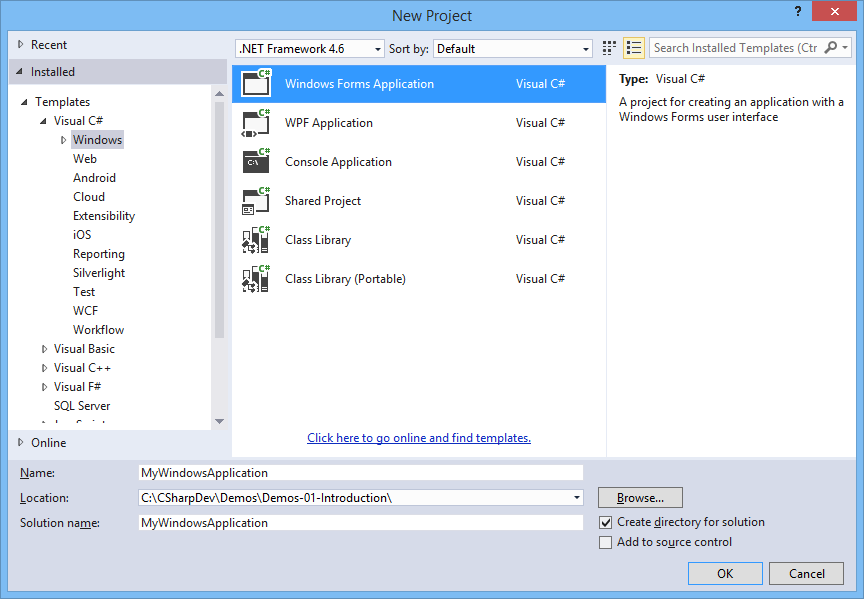 New Project
?
Recent
Installed
.NET Framework 4.6
Sort by:
Default
Search Installed Templates (Ctr
Templates
Visual C#
Windows
Web
Android
Cloud
Extensibility
iOS
Reporting
Silverlight
Test
WCF
Workflow
Visual Basic
Visual C++
Visual F#
SQL Server
Online
Windows Forms Application Visual C#
WPF Application Visual C#
Console Application Visual C#
Shared Project Visual C#
Class Library Visual C#
Class Library (Portable) Visual C#
Click here to go online and find templates.
Type: Visual C#
A project for creating an application with a
Windows Forms user interface
Name: MyWindowsApplication
Location: C:\CSharpDev\Demos\Demos-01-Introduction\
Browse...
Solution name: MyWindowsApplication
Create directory for solution
Add to source control
OK
Cancel